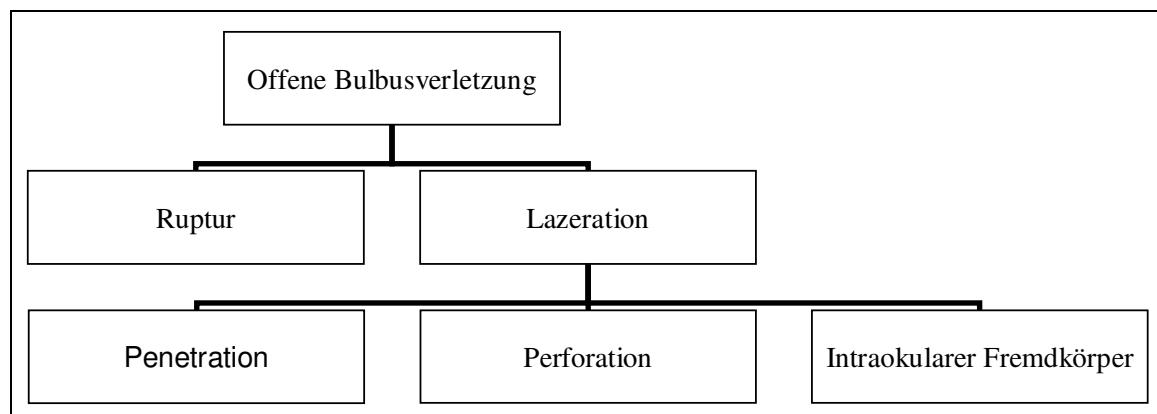 Offene Bulbusverletzung
Ruptur
Lazeration
Penetration
Perforation
Intraokularer Fremdkörper